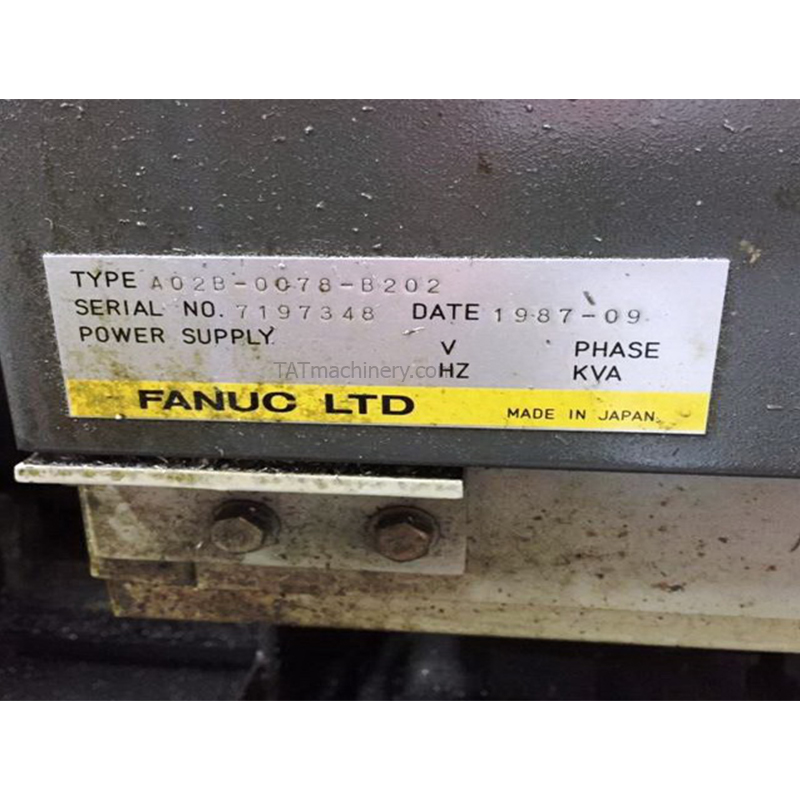 TYPE A02B-0078-B202
SERIAL NO. 7197348 DATE 1987-09
POWER SUPPLY V PHASE
HZ KVA
TATmachinery.co
FANUC LTD MADE IN JAPAN